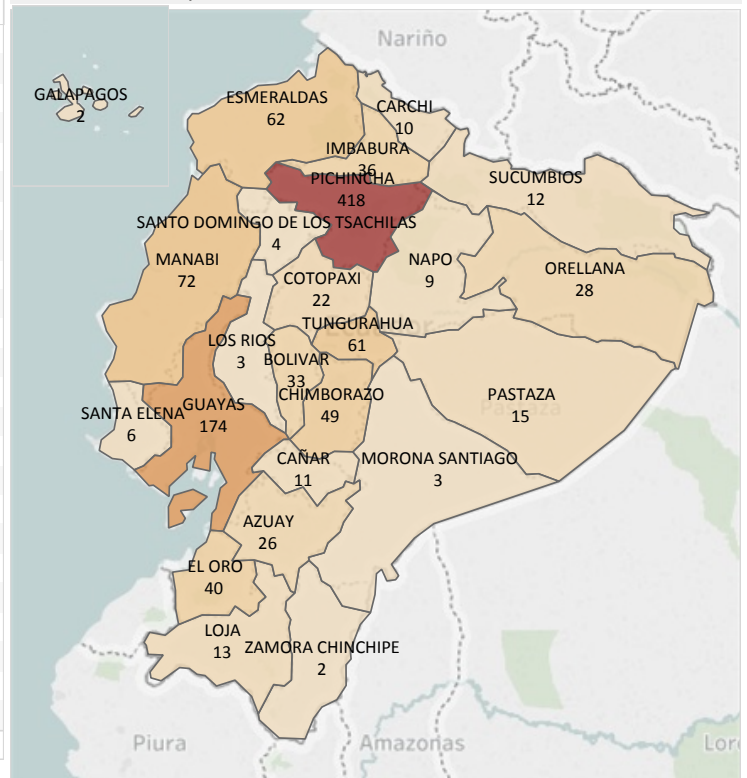 Nariño
GALAPAGOS
2
ESMERALDAS
62
CARCHI
10
IMBABURA
36
PICHINCHA
418
SUCUMBIOS
12
SANTO DOMINGO DE LOS TSACHILAS
4
MANABI
72
NAPO
9
ORELLANA
28
COTOPAXI
22
TUNGURAHUA
61
Ecuador
LOS RIOS
3
BOLIVAR
33
CHIMBORAZO
49
PASTAZA
15
Pastaza
SANTA ELENA
6
GUAYAS
174
CAÑAR
11
MORONA SANTIAGO
3
AZUAY
26
EL ORO
40
LOJA
13
ZAMORA CHINCHIPE
2
Piura
Amazonas